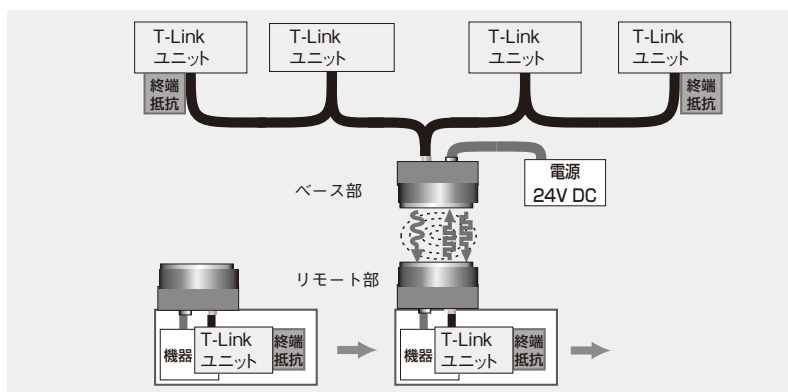 T-Link
ユニット
T-Link
ユニット
T-Link
ユニット
T-Link
ユニット
終端
抵抗
終端
抵抗
ベース部
電源
24V DC
リモート部
機器
T-Link
ユニット
終端
抵抗
機器
T-Link
ユニット
終端
抵抗